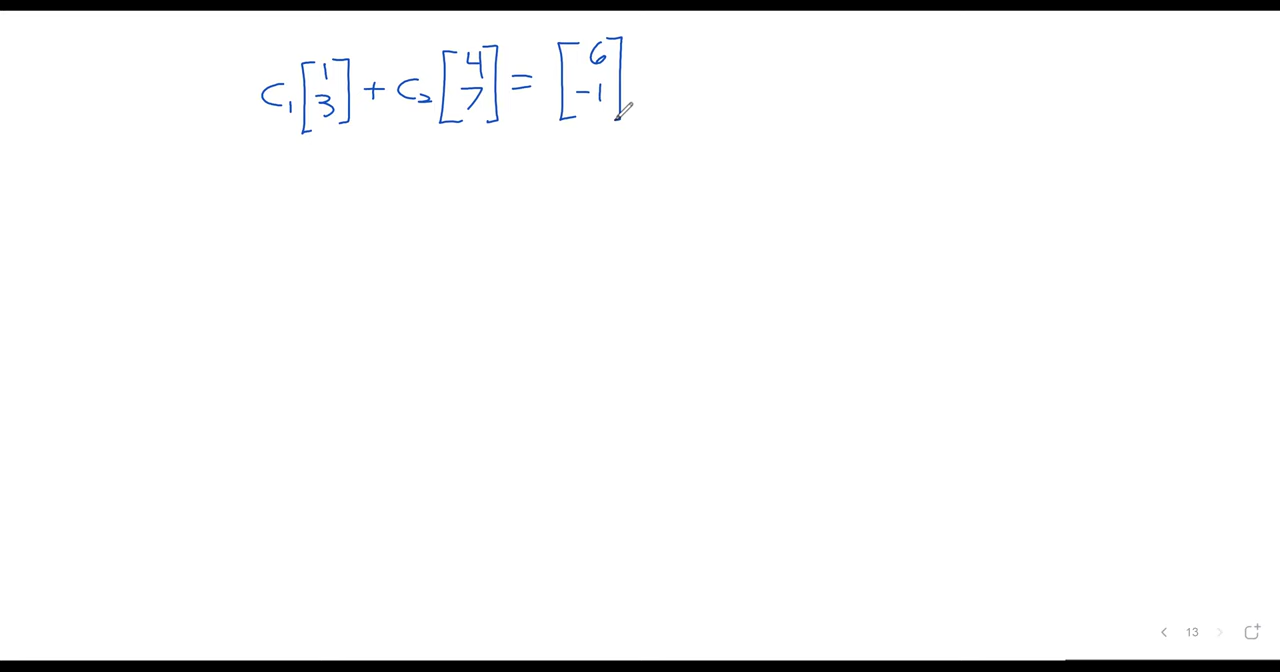 c₁[1 3] + c₂[4 7] = [6 -1]
13